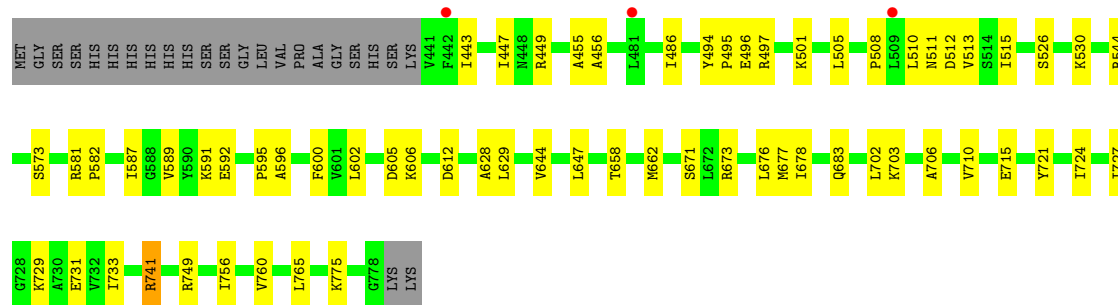 MET GLY SER SER HIS HIS HIS HIS HIS HIS SER SER GLY LEU VAL PRO ALA GLY SER HIS SER LYS V441 F442 I443 I447 N448 R449 A455 A456 L481 I486 Y494 P495 E496 R497 K501 L505 P508 L509 L510 N511 D512 V513 S514 I515 S526 K530
S573 R581 P582 I587 G588 V589 Y590 K591 E592 P595 A596 F600 V601 L602 D605 K606 D612 A628 L629 V644 L647 T658 M662 S671 L672 R673 L676 M677 I678 Q683 L702 K703 A706 V710 E715 Y721 I724
G728 K729 A730 E731 V732 I733 R741 R749 I756 V760 L765 K775 G778 LYS LYS